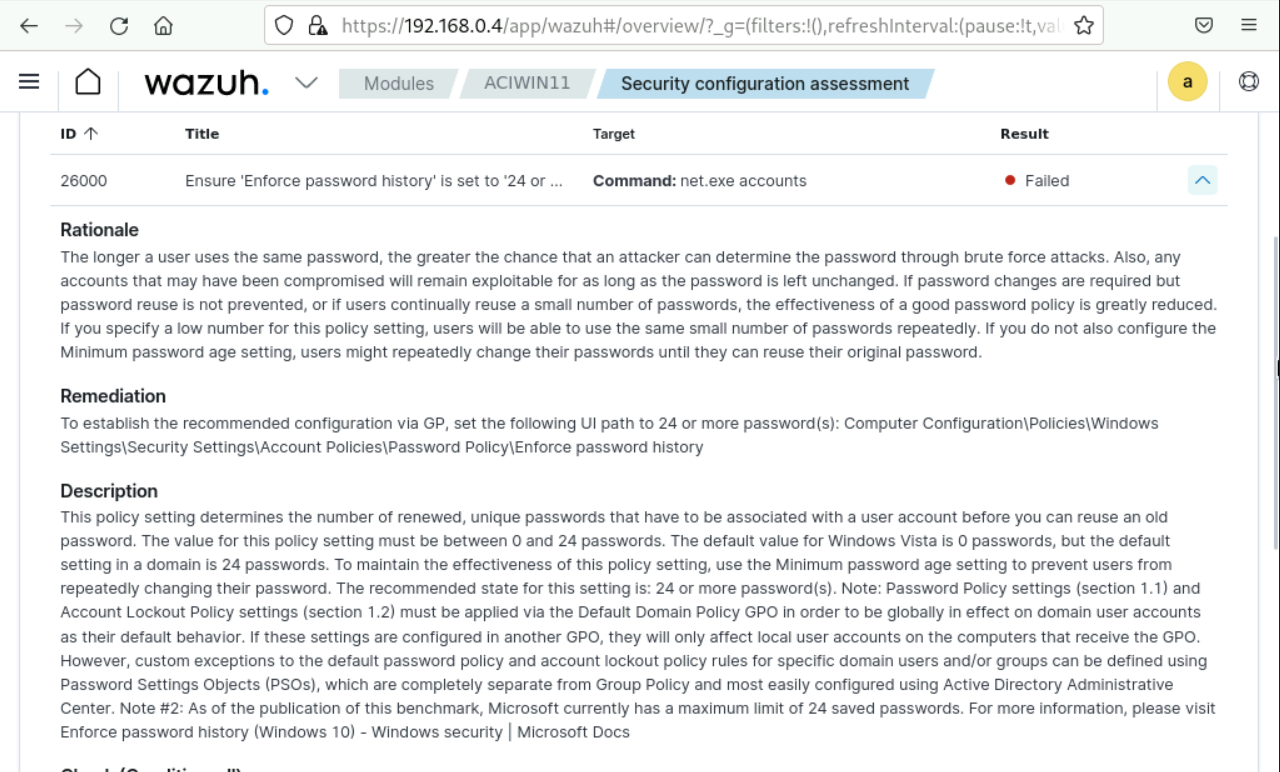 https://192.168.0.4/app/wazuh#/overview/?_g=(filters:!(),refreshInterval:(pause:!t,val
wazuh. Modules ACIWIN11 Security configuration assessment a
ID Title Target Result
26000 Ensure 'Enforce password history' is set to '24 or ... Command: net.exe accounts Failed
Rationale
The longer a user uses the same password, the greater the chance that an attacker can determine the password through brute force attacks. Also, any
accounts that may have been compromised will remain exploitable for as long as the password is left unchanged. If password changes are required but
password reuse is not prevented, or if users continually reuse a small number of passwords, the effectiveness of a good password policy is greatly reduced.
If you specify a low number for this policy setting, users will be able to use the same small number of passwords repeatedly. If you do not also configure the
Minimum password age setting, users might repeatedly change their passwords until they can reuse their original password.
Remediation
To establish the recommended configuration via GP, set the following UI path to 24 or more password(s): Computer Configuration\Policies\Windows
Settings\Security Settings\Account Policies\Password Policy\Enforce password history
Description
This policy setting determines the number of renewed, unique passwords that have to be associated with a user account before you can reuse an old
password. The value for this policy setting must be between 0 and 24 passwords. The default value for Windows Vista is 0 passwords, but the default
setting in a domain is 24 passwords. To maintain the effectiveness of this policy setting, use the Minimum password age setting to prevent users from
repeatedly changing their password. The recommended state for this setting is: 24 or more password(s). Note: Password Policy settings (section 1.1) and
Account Lockout Policy settings (section 1.2) must be applied via the Default Domain Policy GPO in order to be globally in effect on domain user accounts
as their default behavior. If these settings are configured in another GPO, they will only affect local user accounts on the computers that receive the GPO.
However, custom exceptions to the default password policy and account lockout policy rules for specific domain users and/or groups can be defined using
Password Settings Objects (PSOs), which are completely separate from Group Policy and most easily configured using Active Directory Administrative
Center. Note #2: As of the publication of this benchmark, Microsoft currently has a maximum limit of 24 saved passwords. For more information, please visit
Enforce password history (Windows 10) - Windows security | Microsoft Docs